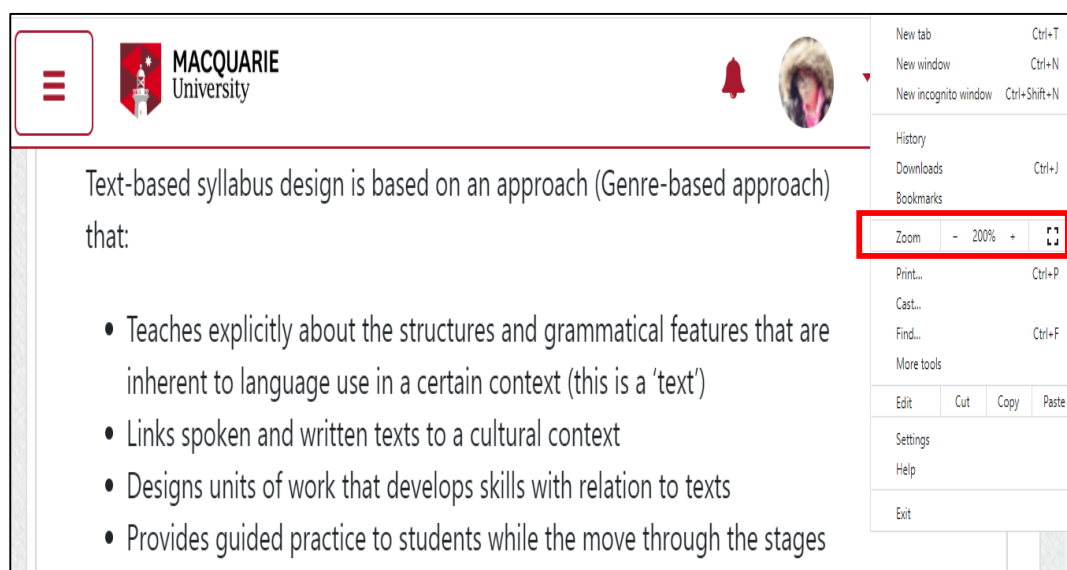 MACQUARIE
University
Text-based syllabus design is based on an approach (Genre-based approach)
that:
• Teaches explicitly about the structures and grammatical features that are
inherent to language use in a certain context (this is a ‘text’)
• Links spoken and written texts to a cultural context
• Designs units of work that develops skills with relation to texts
• Provides guided practice to students while the move through the stages
New tab Ctrl+T
New window Ctrl+N
New incognito window Ctrl+Shift+N
History
Downloads Ctrl+J
Bookmarks
Zoom - 200% +
Print... Ctrl+P
Cast...
Find... Ctrl+F
More tools
Edit Cut Copy Paste
Settings
Help
Exit